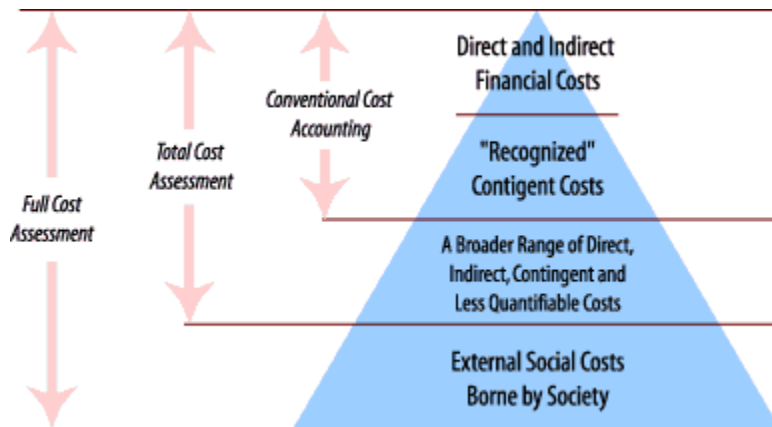 Direct and Indirect
Financial Costs
Conventional Cost
Accounting
"Recognized"
Contigent Costs
Total Cost
Assessment
Full Cost
Assessment
A Broader Range of Direct,
Indirect, Contingent and
Less Quantifiable Costs
External Social Costs
Borne by Society